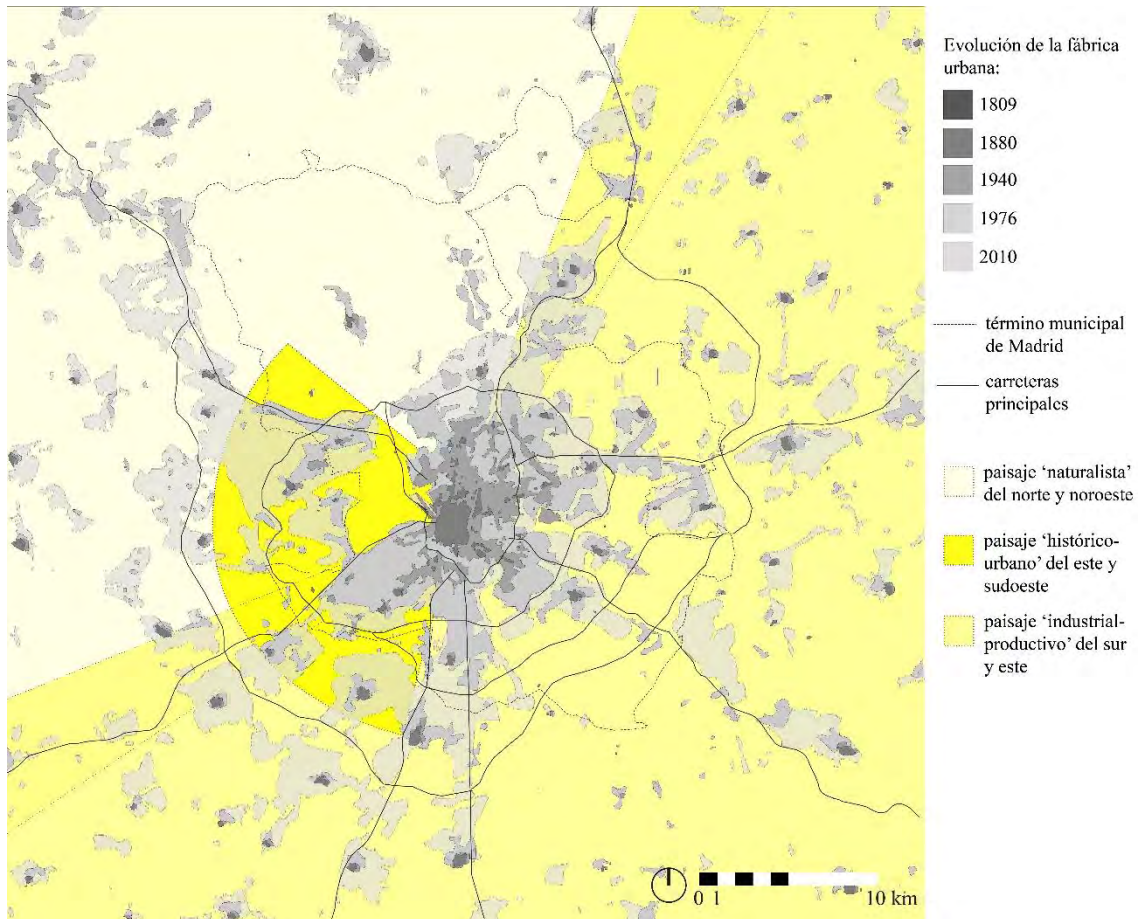 Evolución de la fábrica
urbana:
1809
1880
1940
1976
2010
término municipal
de Madrid
carreteras
principales
paisaje ‘naturalista’
del norte y noroeste
paisaje ‘histórico-
urbano’ del este y
sudoeste
paisaje ‘industrial-
productivo’ del sur
y este
0 1 10 km